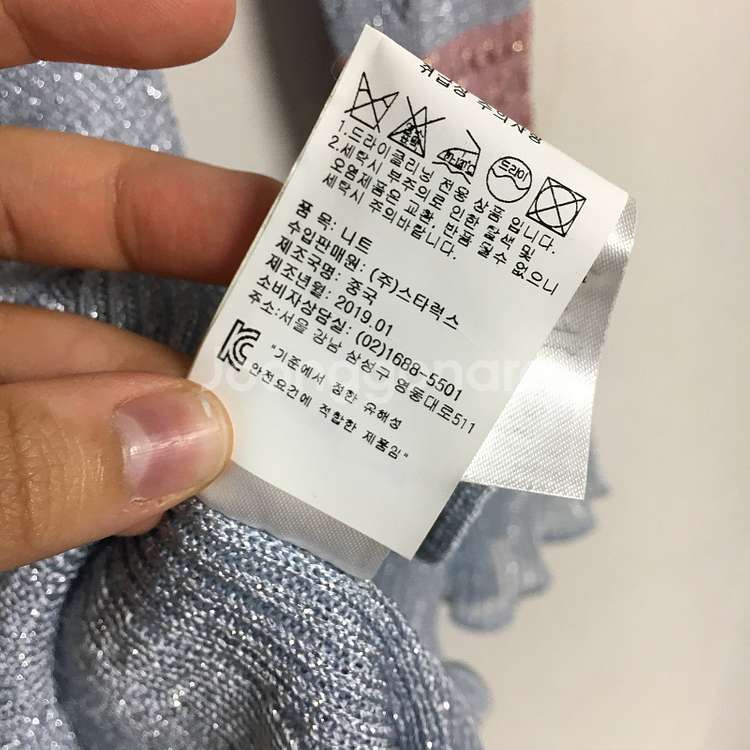 취급상 주의사항
드라이
1.드라이클리닝 전용 상품 입니다.
2.세탁시 부주의로 인한 탈색및
오염제품은 교환, 반품 될수 없으니
세탁시 주의바랍니다.
품 목: 니트
수입판매원: (주)스타럭스
제조국명: 중국
제조년월: 2019.01
소비자상담실: (02)1688-5501
주소:서울 강남 삼성구 영동대로511
"기준에서 정한 유해성
안전요건에 적합한 제품임"